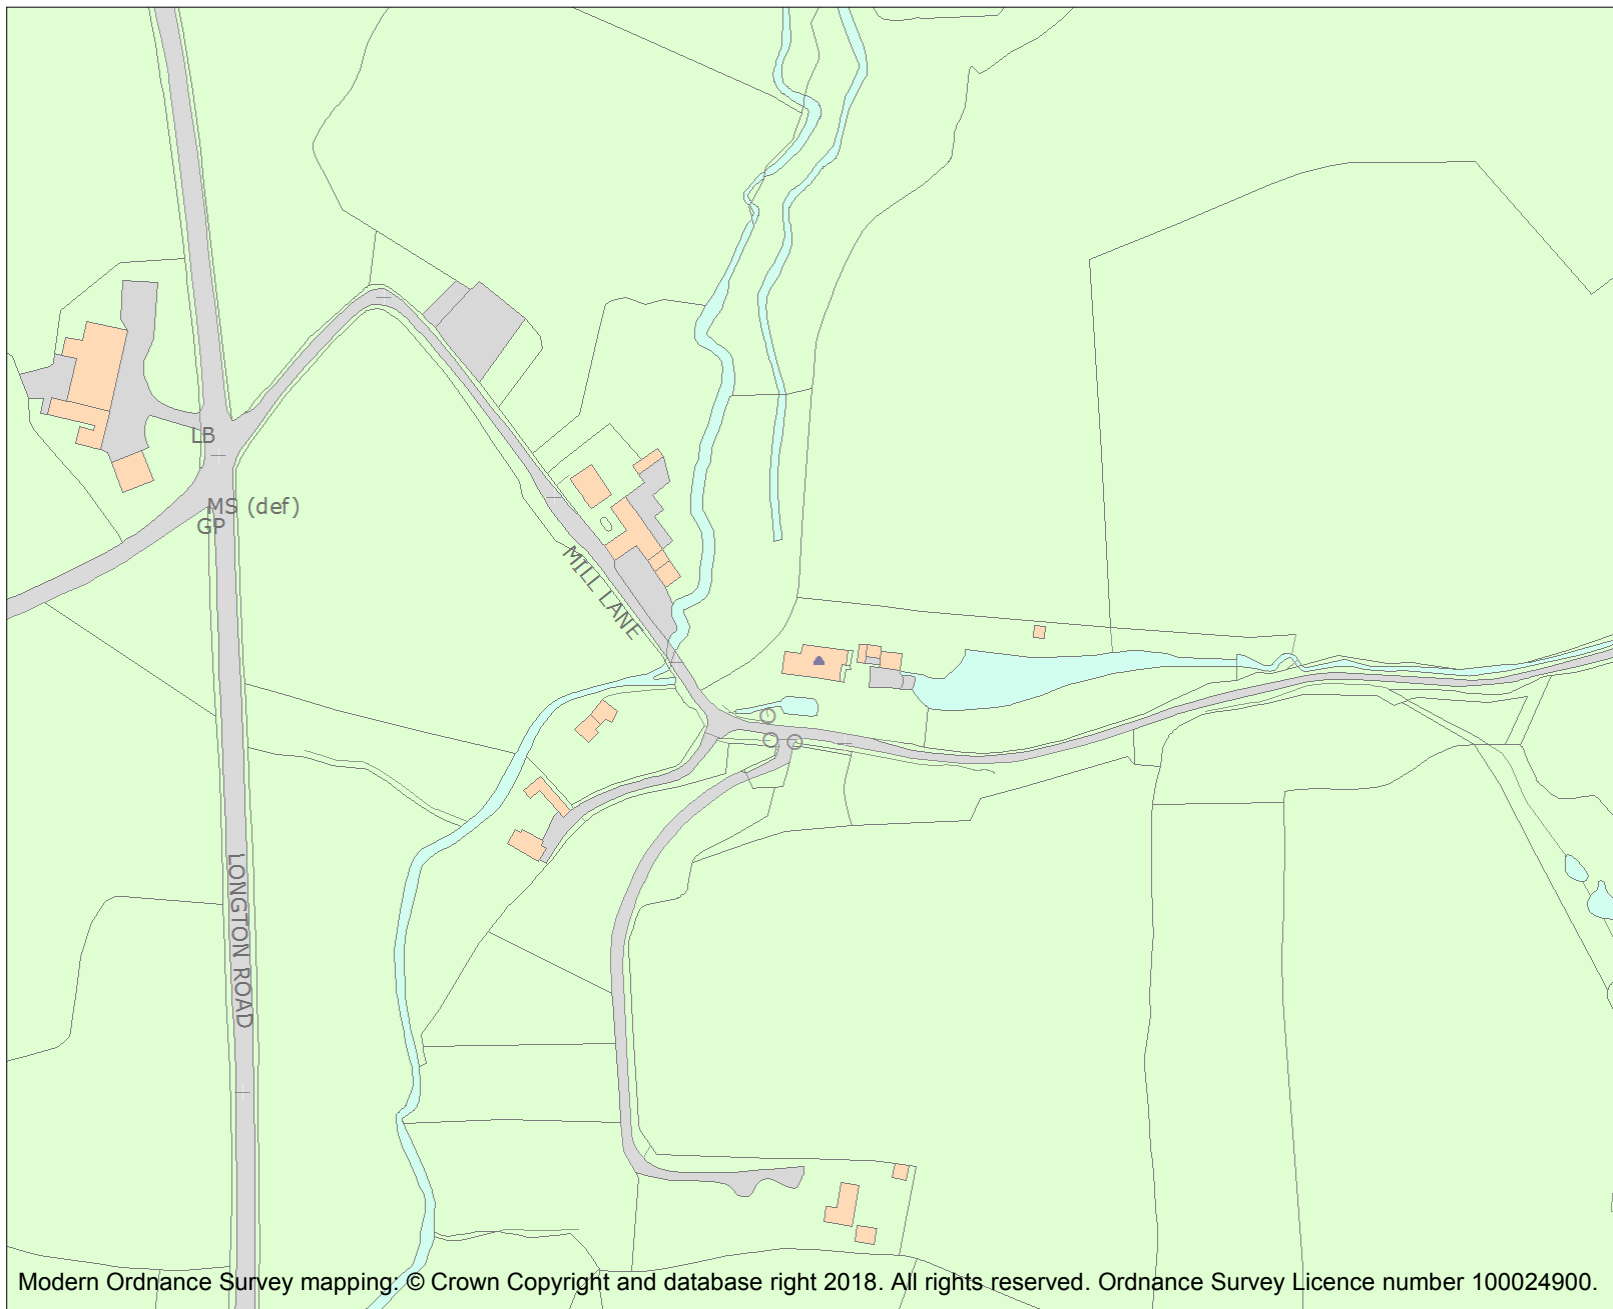 LB
MS (def)
GP
MILL LANE
LONGTON ROAD
Modern Ordnance Survey mapping: © Crown Copyright and database right 2018. All rights reserved. Ordnance Survey Licence number 100024900.